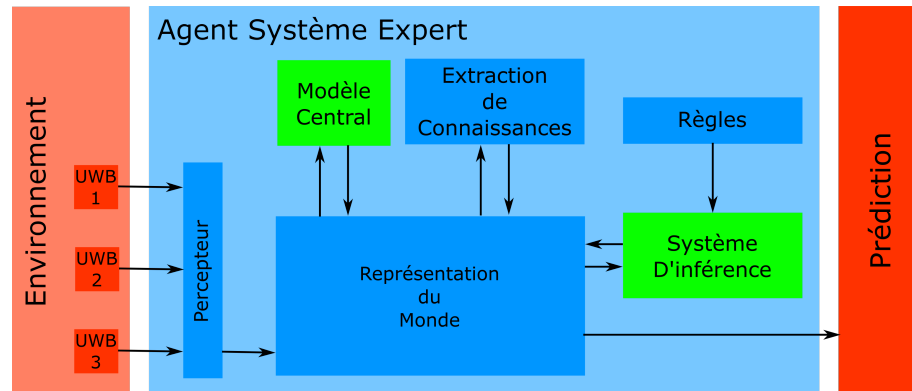 Environnement
UWB
1
UWB
2
UWB
3
Agent Système Expert
Percepteur
Modèle
Central
Extraction
de
Connaissances
Règles
Représentation
du
Monde
Système
D'inférence
Prédiction